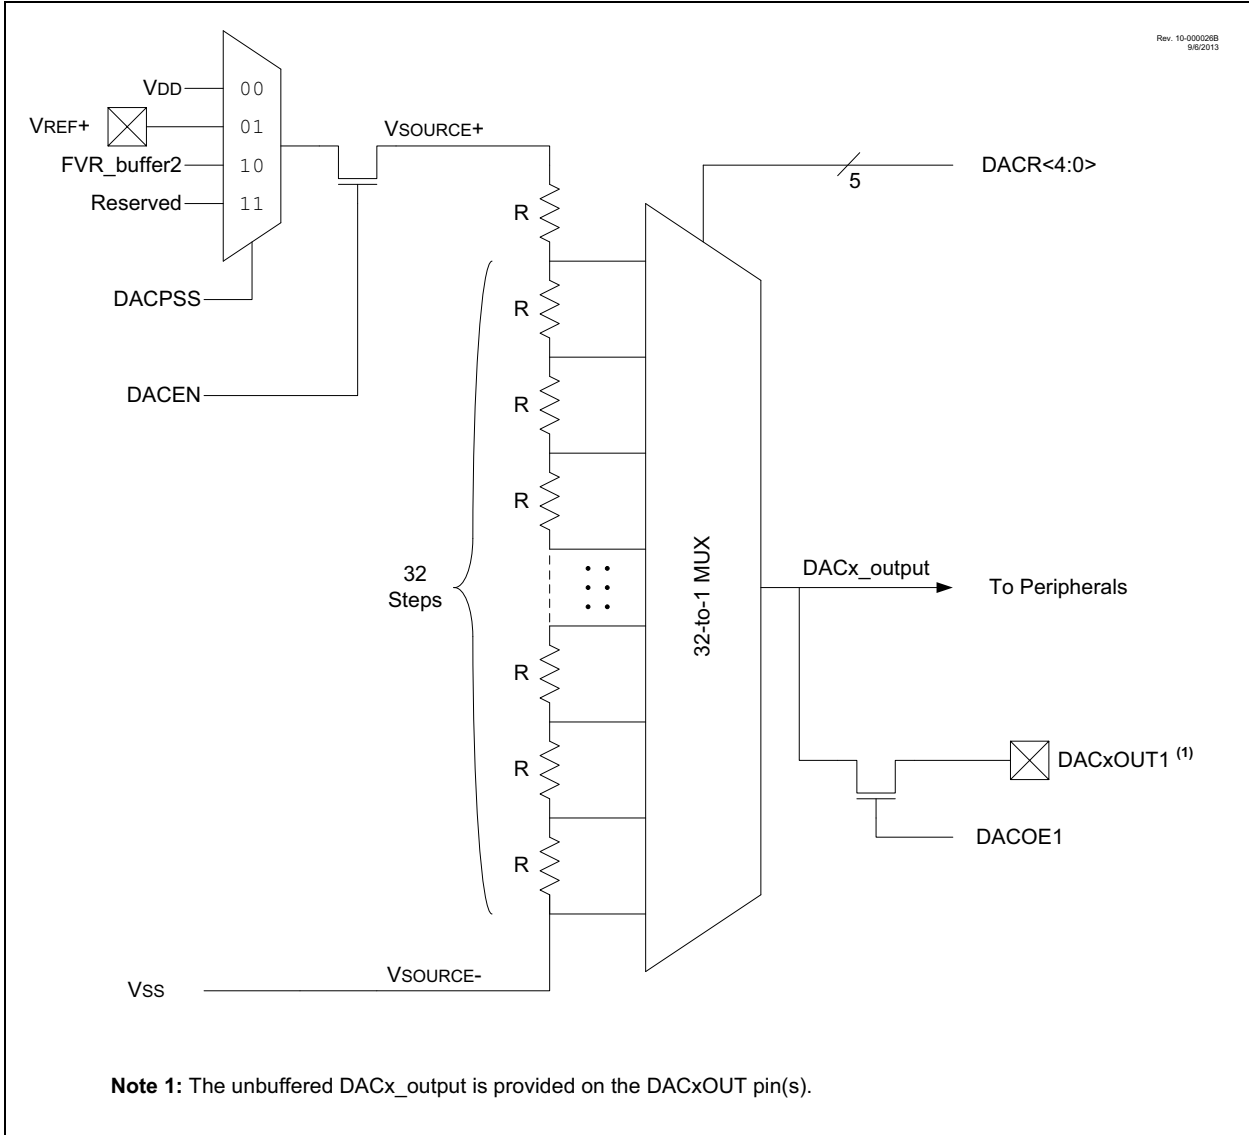 Rev. 10-000026B
9/6/2013
VDD
00
VREF+
01
VSOURCE+
FVR_buffer2
10
DACR<4:0>
5
Reserved
11
R
DACPSS
R
DACEN
R
R
32
Steps
32-to-1 MUX
DACx_output
To Peripherals
R
R
DACxOUT1 (1)
DACOE1
R
VSOURCE-
VSS
Note 1: The unbuffered DACx_output is provided on the DACxOUT pin(s).